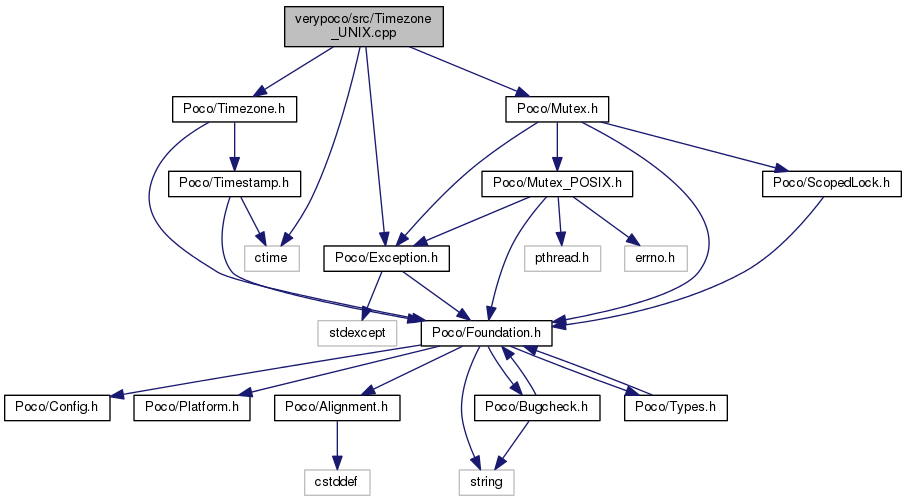 verypoco/src/Timezone
_UNIX.cpp
Poco/Timezone.h
Poco/Mutex.h
Poco/Timestamp.h
Poco/Mutex_POSIX.h
Poco/ScopedLock.h
ctime
Poco/Exception.h
pthread.h
errno.h
stdexcept
Poco/Foundation.h
Poco/Config.h
Poco/Platform.h
Poco/Alignment.h
Poco/Bugcheck.h
Poco/Types.h
cstddef
string